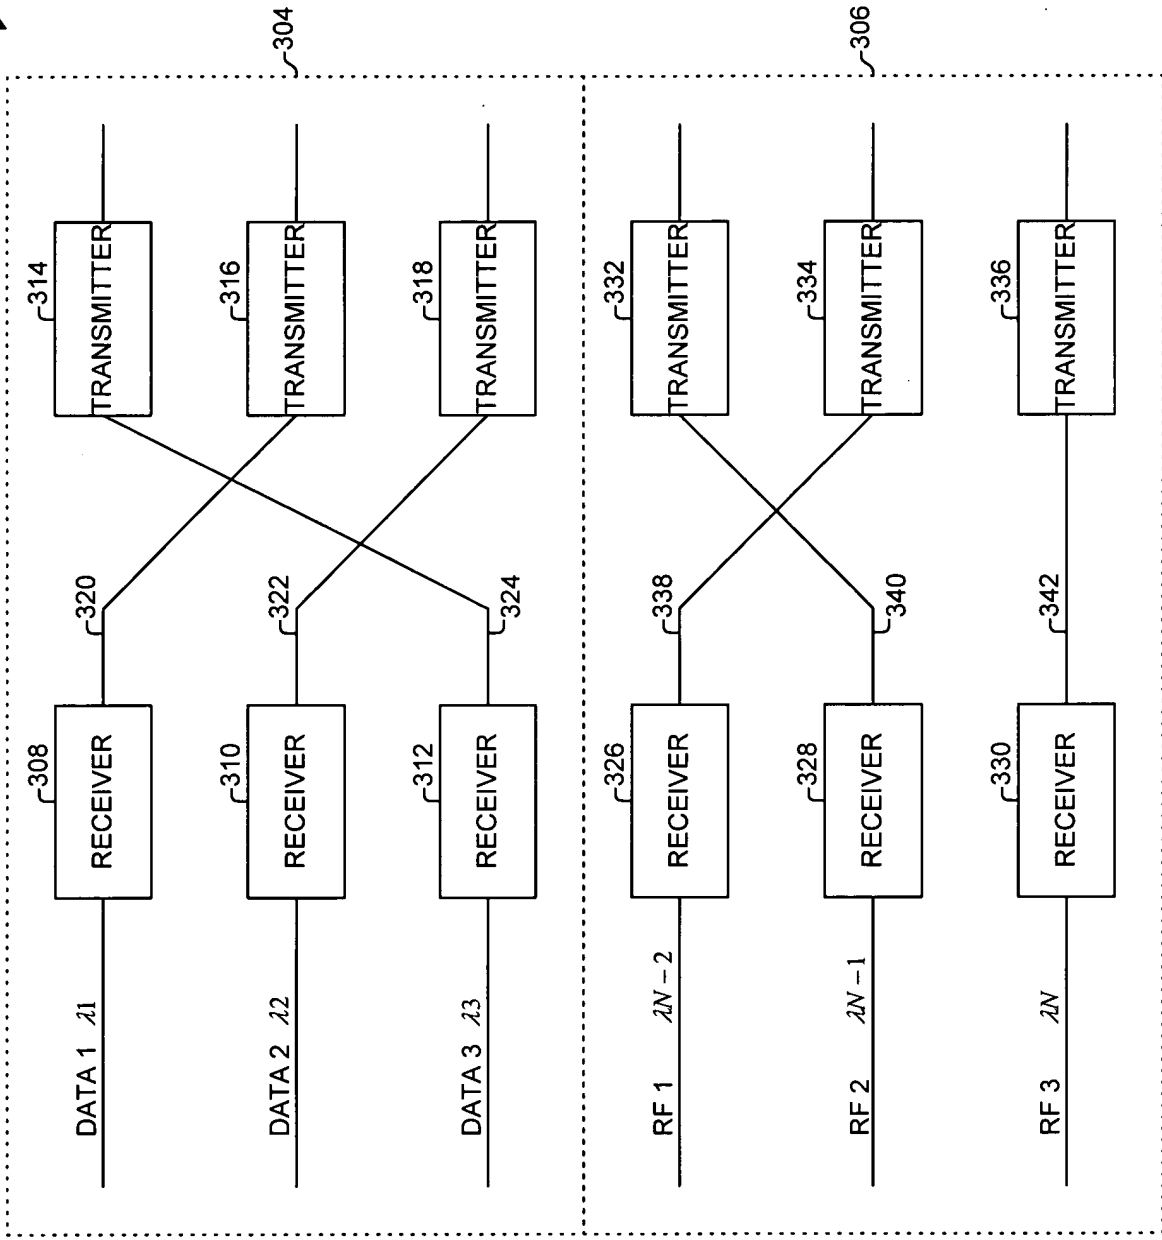 304
314
TRANSMITTER
320
308
RECEIVER
DATA 1 λ1
316
TRANSMITTER
322
310
RECEIVER
DATA 2 λ2
318
TRANSMITTER
324
312
RECEIVER
DATA 3 λ3
306
332
TRANSMITTER
338
326
RECEIVER
RF 1 λN – 2
334
TRANSMITTER
340
328
RECEIVER
RF 2 λN – 1
336
TRANSMITTER
342
330
RECEIVER
RF 3 λN